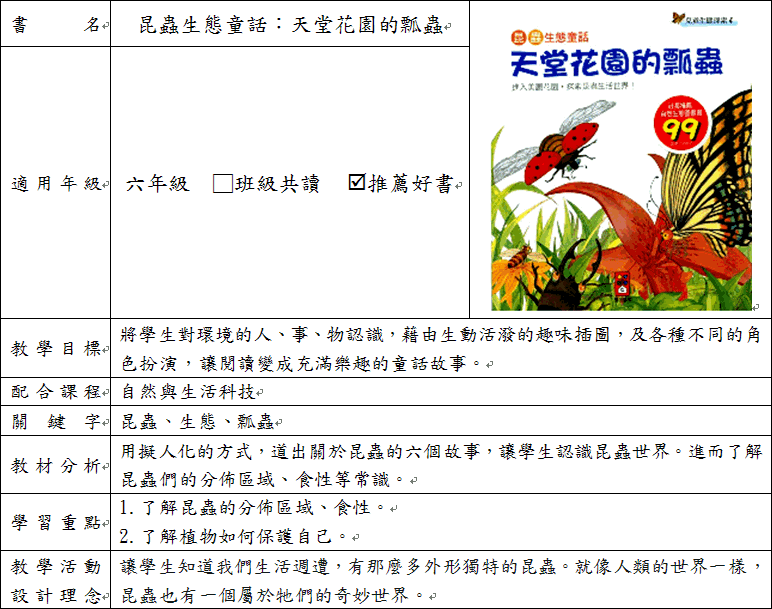 書名 昆蟲生態童話：天堂花園的瓢蟲
昆蟲生態童話
天堂花園的瓢蟲
99
適用年級 六年級 □班級共讀 ☑推薦好書
教學目標 將學生對環境的人、事、物認識，藉由生動活潑的趣味插圖，及各種不同的角
色扮演，讓閱讀變成充滿樂趣的童話故事。
配合課程 自然與生活科技
關鍵字 昆蟲、生態、瓢蟲
教材分析 用擬人化的方式，道出關於昆蟲的六個故事，讓學生認識昆蟲世界。進而了解
昆蟲們的分佈區域、食性等常識。
學習重點 1.了解昆蟲的分佈區域、食性。
2.了解植物如何保護自己。
教學活動 讓學生知道我們生活週遭，有那麼多外形獨特的昆蟲。就像人類的世界一樣，
設計理念 昆蟲也有一個屬於牠們的奇妙世界。